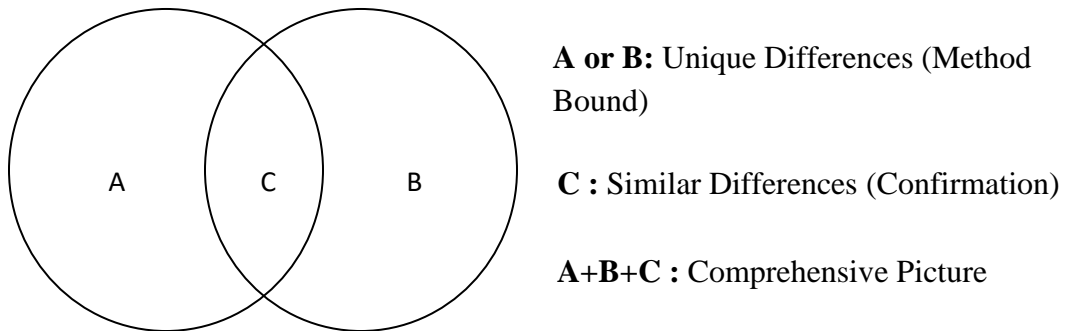 A or B: Unique Differences (Method
Bound)
A
C
B
C : Similar Differences (Confirmation)
A+B+C : Comprehensive Picture